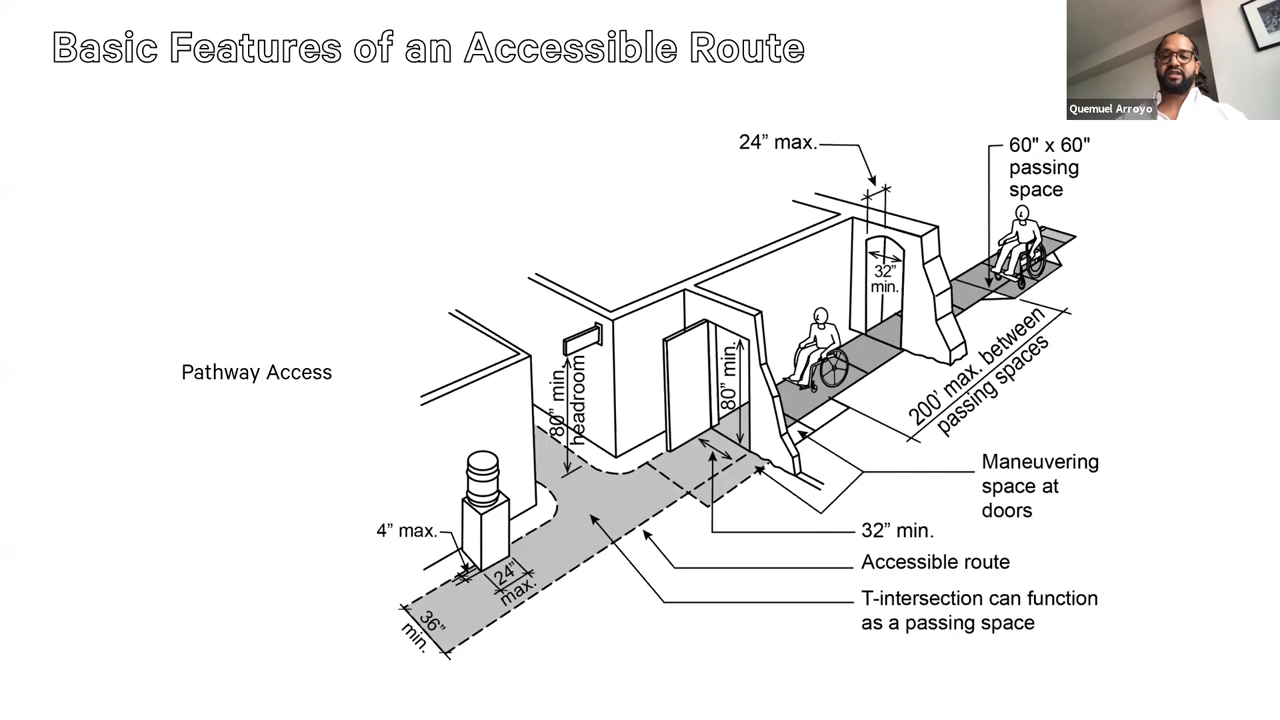 Basic Features of an Accessible Route
Quemuel Arroyo
24” max.
60" x 60"
passing
space
32”
min.
200’ max. between
passing spaces
80” min.
headroom
80” min.
Pathway Access
Maneuvering
space at
doors
4” max.
24”
max.
32” min.
Accessible route
T-intersection can function
as a passing space
36”
min.